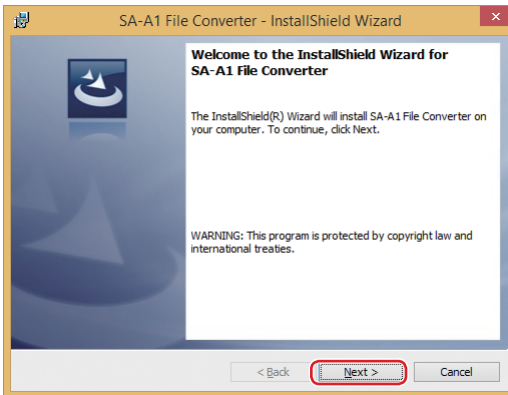 SA-A1 File Converter - InstallShield Wizard
Welcome to the InstallShield Wizard for
SA-A1 File Converter
The InstallShield(R) Wizard will install SA-A1 File Converter on
your computer. To continue, click Next.
WARNING: This program is protected by copyright law and
international treaties.
< Back Next > Cancel